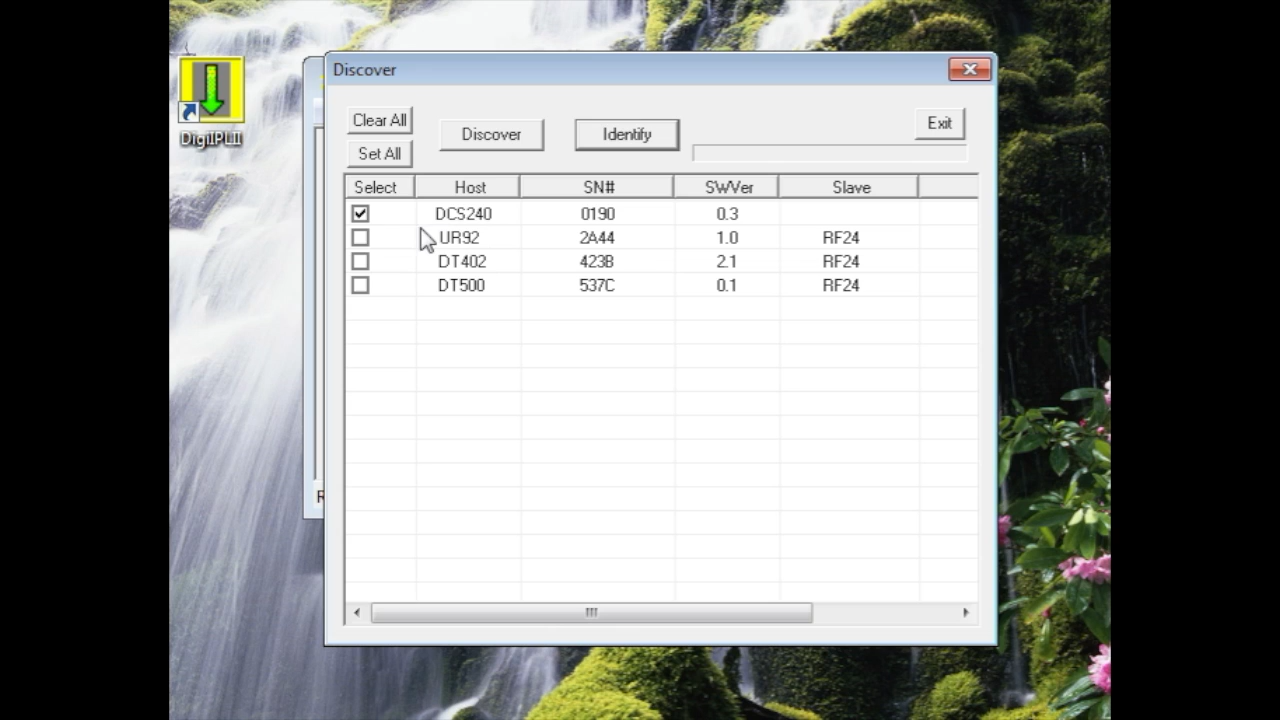 DigiIPLII
Discover
Clear All
Discover
Identify
Exit
Set All
Select Host SN# SWVer Slave
DCS240 0190 0.3
UR92 2A44 1.0 RF24
DT402 423B 2.1 RF24
DT500 537C 0.1 RF24
R